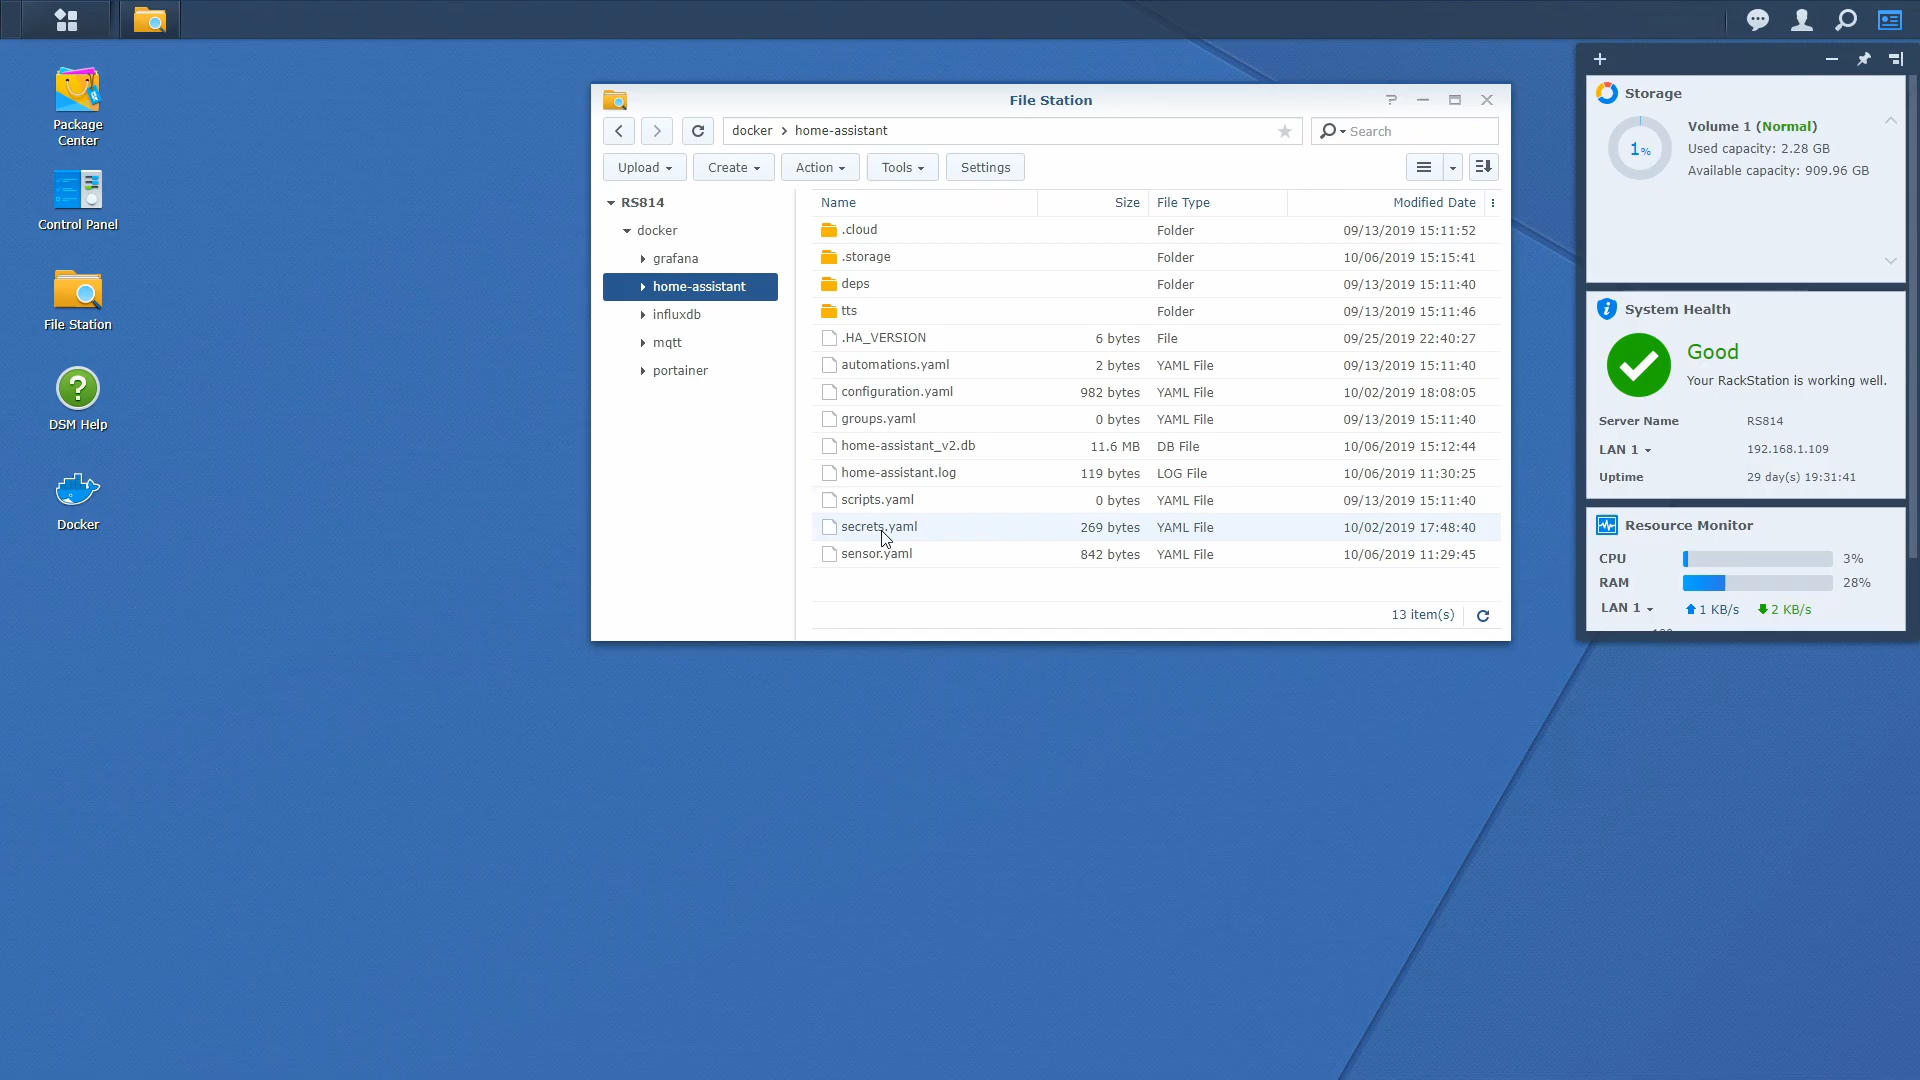 Package
Center
Control Panel
File Station
DSM Help
Docker
File Station
docker home-assistant
Search
Upload Create Action Tools Settings
RS814
docker
grafana
home-assistant
influxdb
mqtt
portainer
Name Size File Type Modified Date
.cloud Folder 09/13/2019 15:11:52
.storage Folder 10/06/2019 15:15:41
deps Folder 09/13/2019 15:11:40
tts Folder 09/13/2019 15:11:46
.HA_VERSION 6 bytes File 09/25/2019 22:40:27
automations.yaml 2 bytes YAML File 09/13/2019 15:11:40
configuration.yaml 982 bytes YAML File 10/02/2019 18:08:05
groups.yaml 0 bytes YAML File 09/13/2019 15:11:40
home-assistant_v2.db 11.6 MB DB File 10/06/2019 15:12:44
home-assistant.log 119 bytes LOG File 10/06/2019 11:30:25
scripts.yaml 0 bytes YAML File 09/13/2019 15:11:40
secrets.yaml 269 bytes YAML File 10/02/2019 17:48:40
sensor.yaml 842 bytes YAML File 10/06/2019 11:29:45
13 item(s)
Storage
1%
Volume 1 (Normal)
Used capacity: 2.28 GB
Available capacity: 909.96 GB
System Health
Good
Your RackStation is working well.
Server Name RS814
LAN 1 192.168.1.109
Uptime 29 day(s) 19:31:41
Resource Monitor
CPU 3%
RAM 28%
LAN 1 1 KB/s 2 KB/s